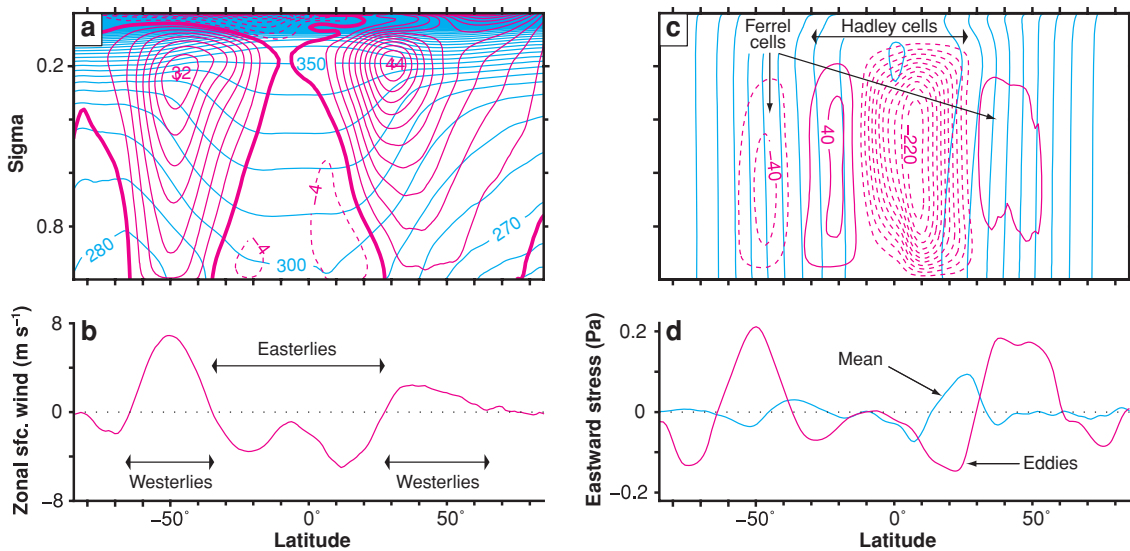 a
Sigma
0.2
0.8
32
44
350
300
280
270
4
4
c
Ferrel
cells
Hadley cells
40
40
−220
b
Zonal sfc. wind (m s⁻¹)
8
0
−8
Easterlies
Westerlies
Westerlies
−50°
0°
50°
Latitude
d
Eastward stress (Pa)
0.2
0
−0.2
Mean
Eddies
−50°
0°
50°
Latitude